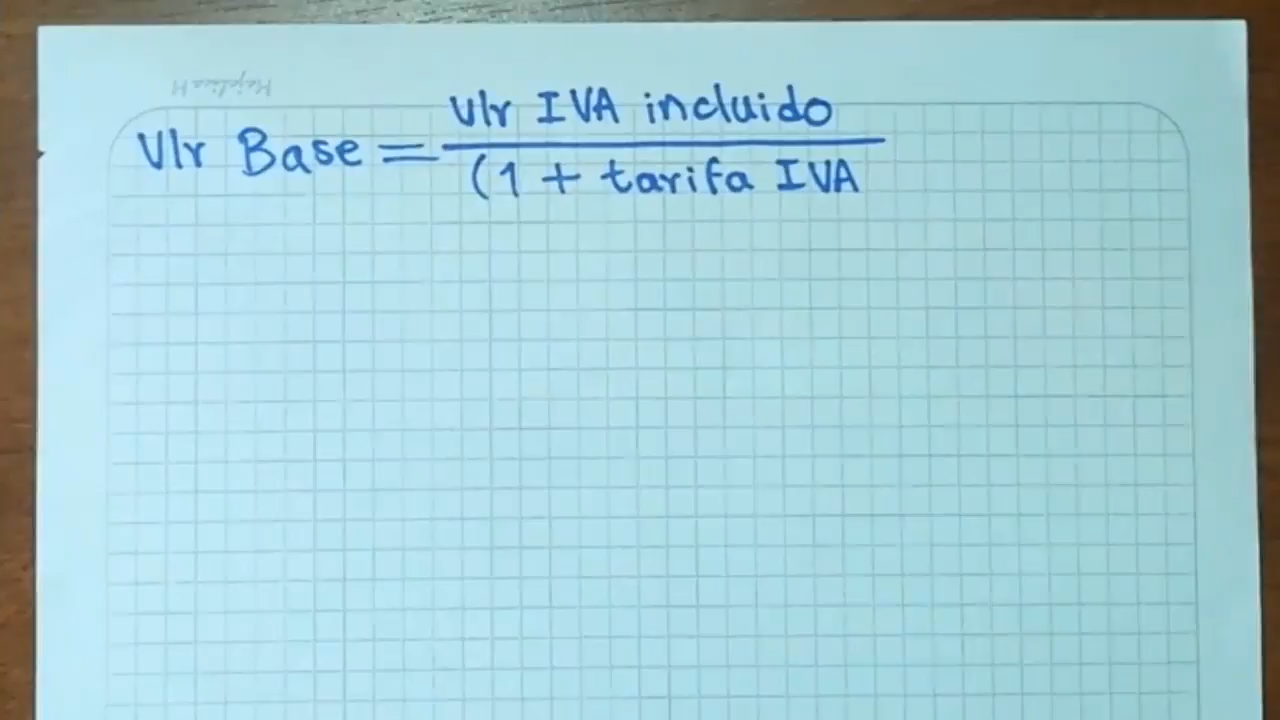 Vlr IVA incluido
Vlr Base =
(1 + tarifa IVA